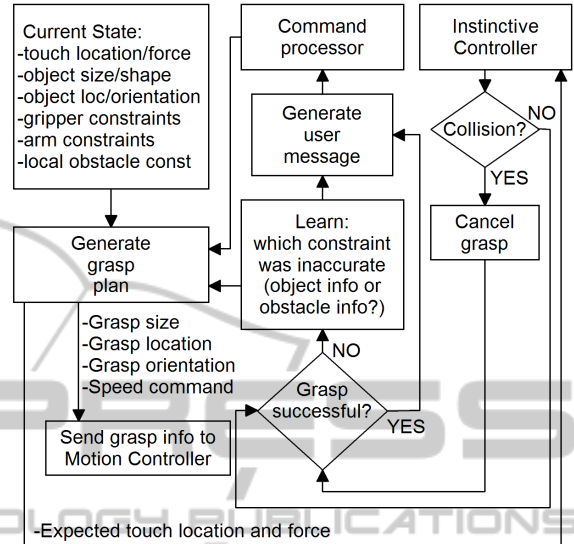 Current State:
-touch location/force
-object size/shape
-object loc/orientation
-gripper constraints
-arm constraints
-local obstacle const
Command
processor
Instinctive
Controller
Generate
user
message
Collision?
NO
YES
Cancel
grasp
Generate
grasp
plan
Learn:
which constraint
was inaccurate
(object info or
obstacle info?)
-Grasp size
-Grasp location
-Grasp orientation
-Speed command
NO
Grasp
successful?
YES
Send grasp info to
Motion Controller
-Expected touch location and force
PRESS
OLOGY PUBLICATIONS